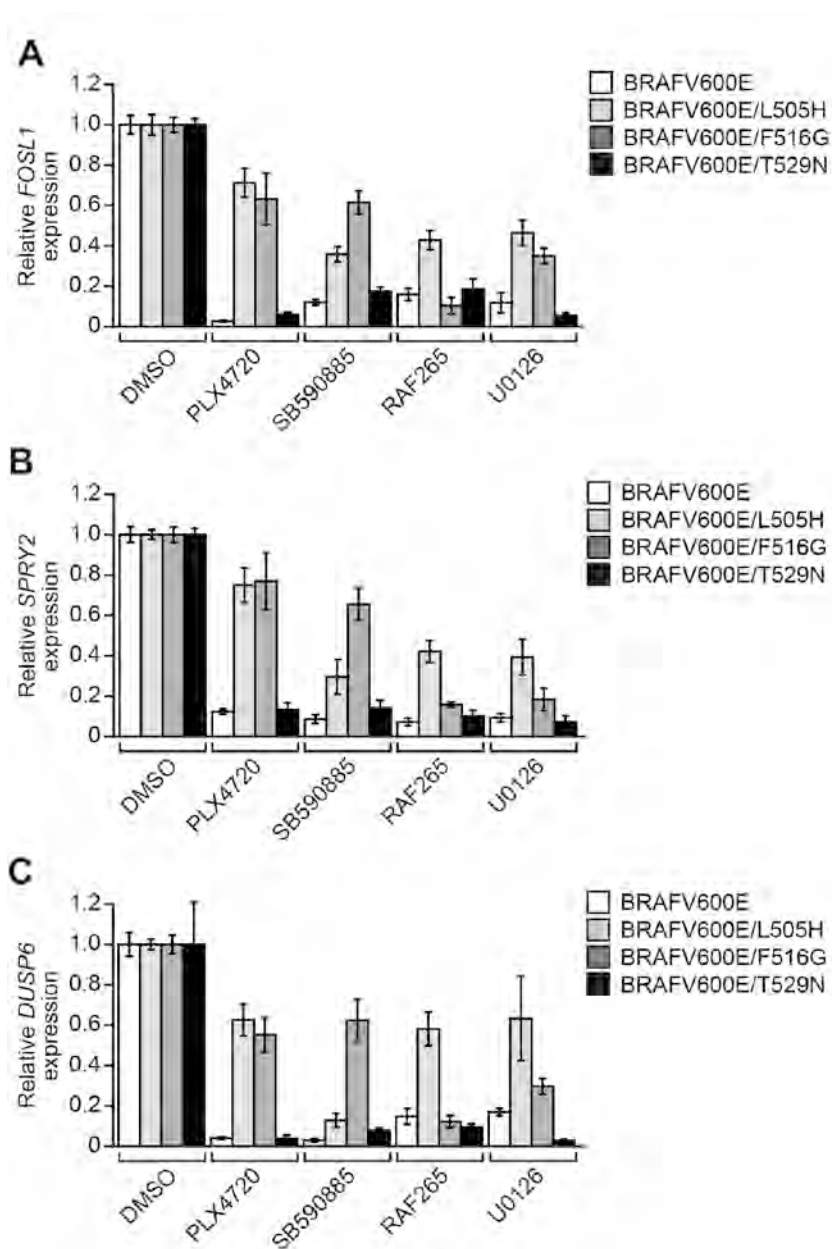 A
Relative FOSL1
expression
1.2
1.0
0.8
0.6
0.4
0.2
0
DMSO
PLX4720
SB590885
RAF265
U0126
BRAFV600E
BRAFV600E/L505H
BRAFV600E/F516G
BRAFV600E/T529N
B
Relative SPRY2
expression
1.2
1.0
0.8
0.6
0.4
0.2
0
DMSO
PLX4720
SB590885
RAF265
U0126
BRAFV600E
BRAFV600E/L505H
BRAFV600E/F516G
BRAFV600E/T529N
C
Relative DUSP6
expression
1.2
1.0
0.8
0.6
0.4
0.2
0
DMSO
PLX4720
SB590885
RAF265
U0126
BRAFV600E
BRAFV600E/L505H
BRAFV600E/F516G
BRAFV600E/T529N